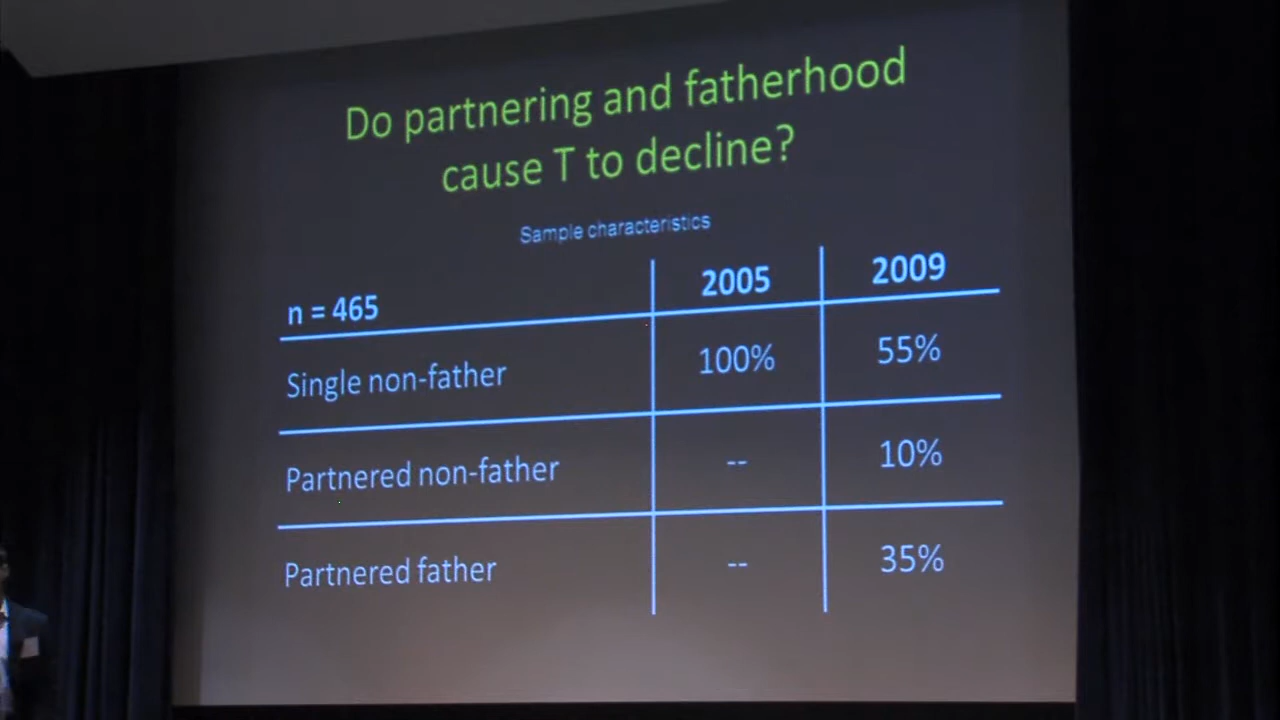 Do partnering and fatherhood
cause T to decline?
Sample characteristics
n = 465 2005 2009
Single non-father 100% 55%
Partnered non-father -- 10%
Partnered father -- 35%